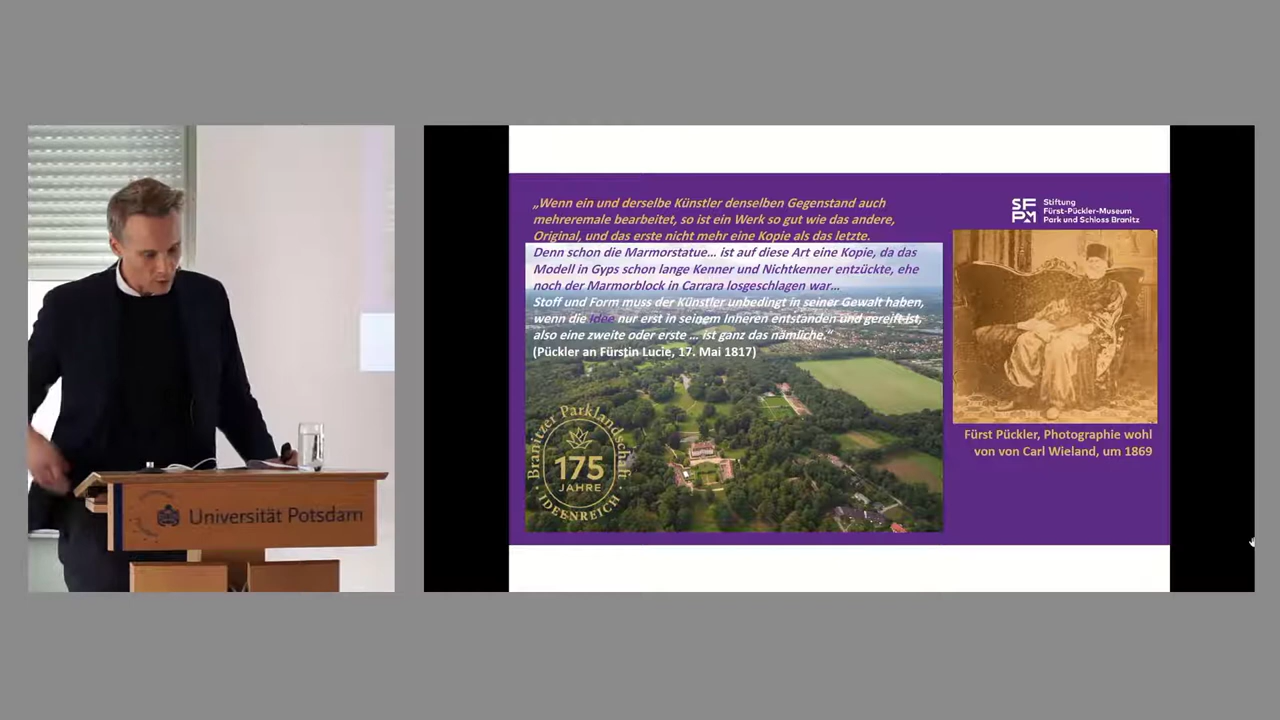 „Wenn ein und derselbe Künstler denselben Gegenstand auch
mehreremale bearbeitet, so ist ein Werk so gut wie das andere,
Original, und das erste nicht mehr eine Kopie als das letzte.
Denn schon die Marmorstatue… ist auf diese Art eine Kopie, da das
Modell in Gyps schon lange Kenner und Nichtkenner entzückte, ehe
noch der Marmorblock in Carrara losgeschlagen war…
Stoff und Form muss der Künstler unbedingt in seiner Gewalt haben,
wenn die Idee nur erst in seinem Inneren entstanden und gereift ist,
also eine zweite oder erste … ist ganz das nämliche.“
(Pückler an Fürstin Lucie, 17. Mai 1817)
Branitzer Parklandschaft
175
JAHRE
IDEENREICH
SF
PM
Stiftung
Fürst-Pückler-Museum
Park und Schloss Branitz
Fürst Pückler, Photographie wohl
von von Carl Wieland, um 1869
Universität Potsdam